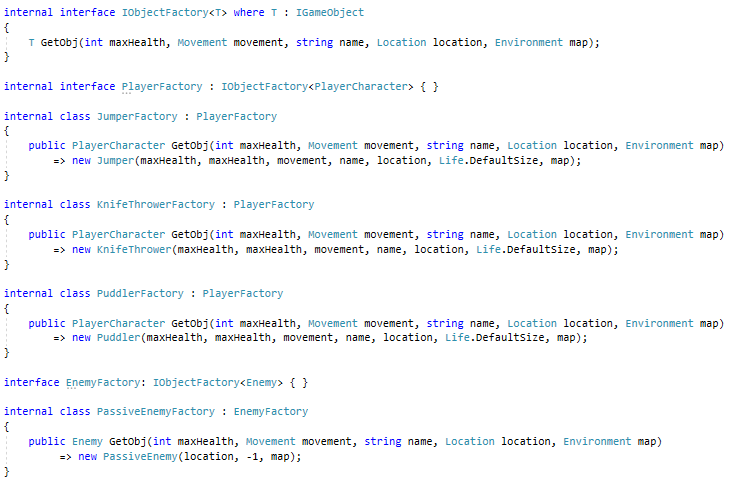 internal interface IObjectFactory<T> where T : IGameObject
{
    T GetObj(int maxHealth, Movement movement, string name, Location location, Environment map);
}
internal interface PlayerFactory : IObjectFactory<PlayerCharacter> { }
internal class JumperFactory : PlayerFactory
{
    public PlayerCharacter GetObj(int maxHealth, Movement movement, string name, Location location, Environment map)
        => new Jumper(maxHealth, maxHealth, movement, name, location, Life.DefaultSize, map);
}
internal class KnifeThrowerFactory : PlayerFactory
{
    public PlayerCharacter GetObj(int maxHealth, Movement movement, string name, Location location, Environment map)
        => new KnifeThrower(maxHealth, maxHealth, movement, name, location, Life.DefaultSize, map);
}
internal class PuddlerFactory : PlayerFactory
{
    public PlayerCharacter GetObj(int maxHealth, Movement movement, string name, Location location, Environment map)
        => new Puddler(maxHealth, maxHealth, movement, name, location, Life.DefaultSize, map);
}
interface EnemyFactory: IObjectFactory<Enemy> { }
internal class PassiveEnemyFactory : EnemyFactory
{
    public Enemy GetObj(int maxHealth, Movement movement, string name, Location location, Environment map)
        => new PassiveEnemy(location, -1, map);
}